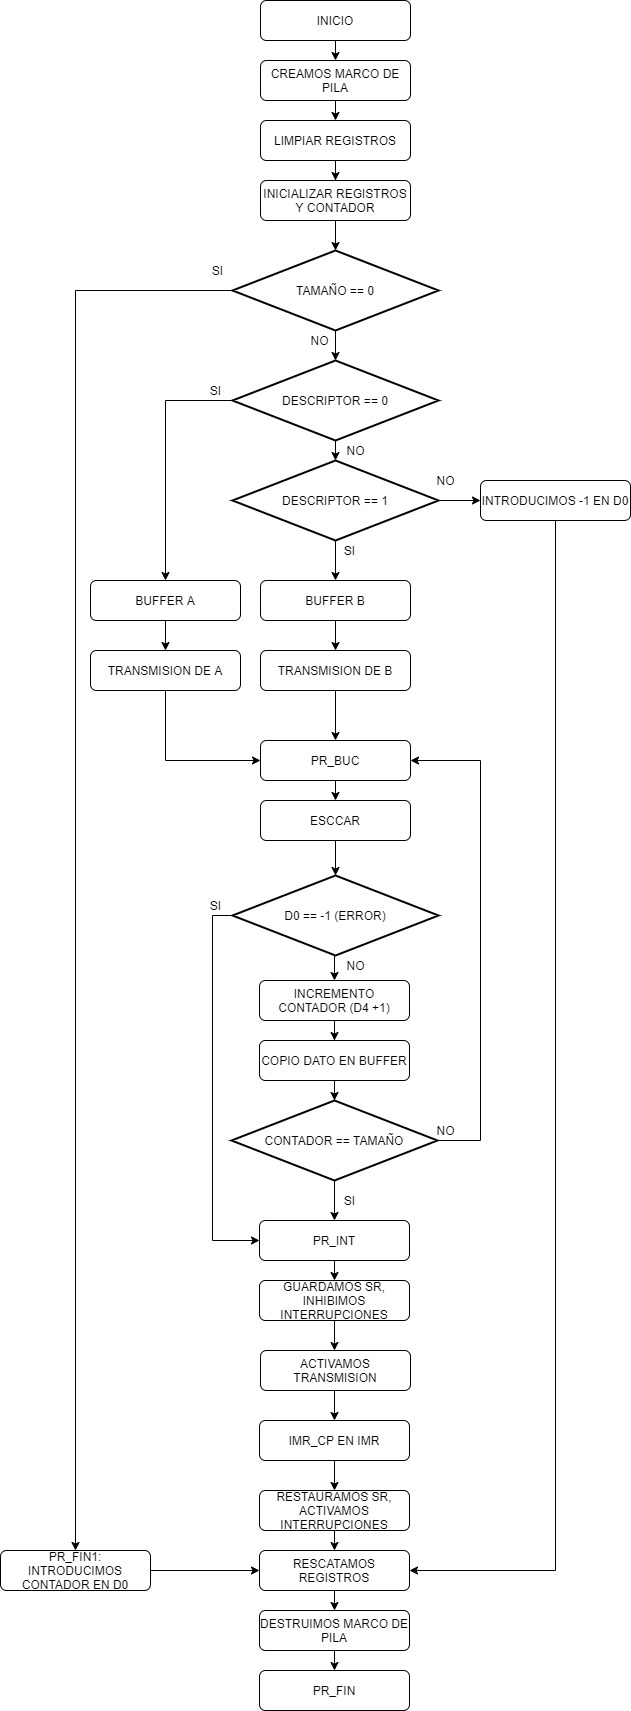 INICIO
CREAMOS MARCO DE
PILA
LIMPIAR REGISTROS
INICIALIZAR REGISTROS
Y CONTADOR
SI
TAMAÑO == 0
NO
SI
DESCRIPTOR == 0
NO
DESCRIPTOR == 1
NO
INTRODUCIMOS -1 EN D0
SI
BUFFER A
BUFFER B
TRANSMISION DE A
TRANSMISION DE B
PR_BUC
ESCCAR
SI
D0 == -1 (ERROR)
NO
INCREMENTO
CONTADOR (D4 +1)
COPIO DATO EN BUFFER
CONTADOR == TAMAÑO
NO
SI
PR_INT
GUARDAMOS SR,
INHIBIMOS
INTERRUPCIONES
ACTIVAMOS
TRANSMISION
IMR_CP EN IMR
RESTAURAMOS SR,
ACTIVAMOS
INTERRUPCIONES
PR_FIN1:
INTRODUCIMOS
CONTADOR EN D0
RESCATAMOS
REGISTROS
DESTRUIMOS MARCO DE
PILA
PR_FIN